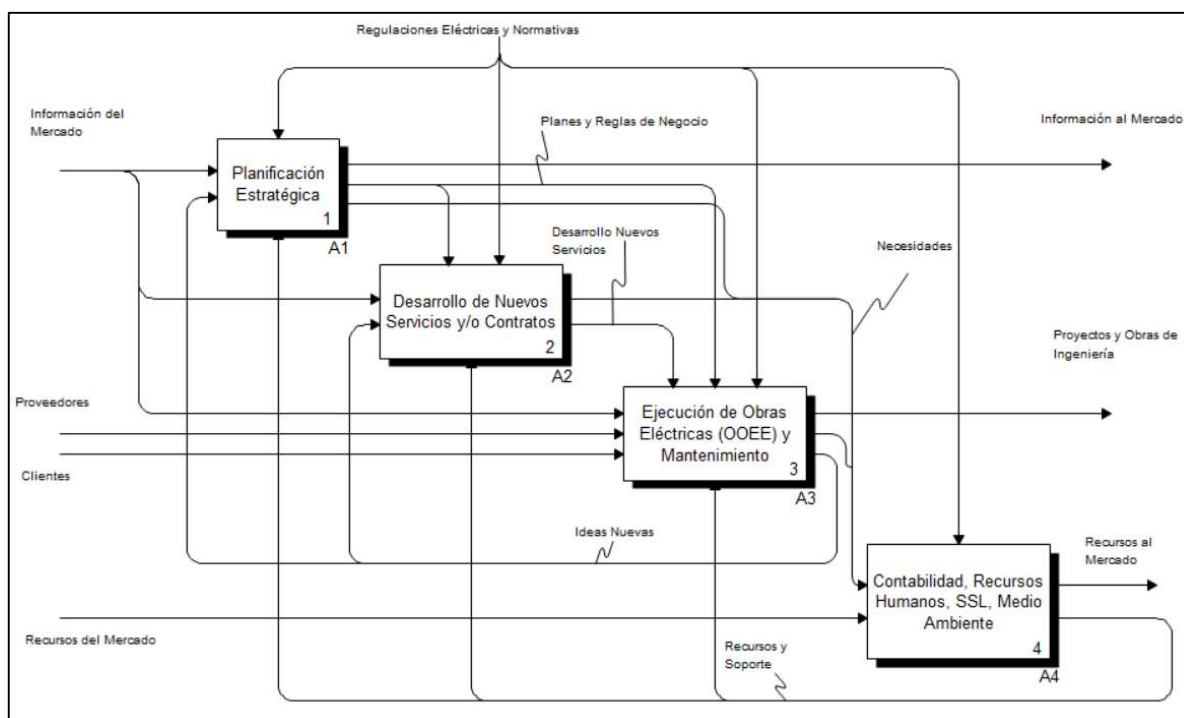 Regulaciones Eléctricas y Normativas
Información del
Mercado
Planes y Reglas de Negocio
Información al Mercado
Planificación
Estratégica
1
A1
Desarrollo Nuevos
Servicios
Necesidades
Desarrollo de Nuevos
Servicios y/o Contratos
2
A2
Proyectos y Obras de
Ingeniería
Proveedores
Ejecución de Obras
Eléctricas (OOEE) y
Mantenimiento
3
A3
Clientes
Ideas Nuevas
Recursos al
Mercado
Contabilidad, Recursos
Humanos, SSL, Medio
Ambiente
4
A4
Recursos del Mercado
Recursos y
Soporte